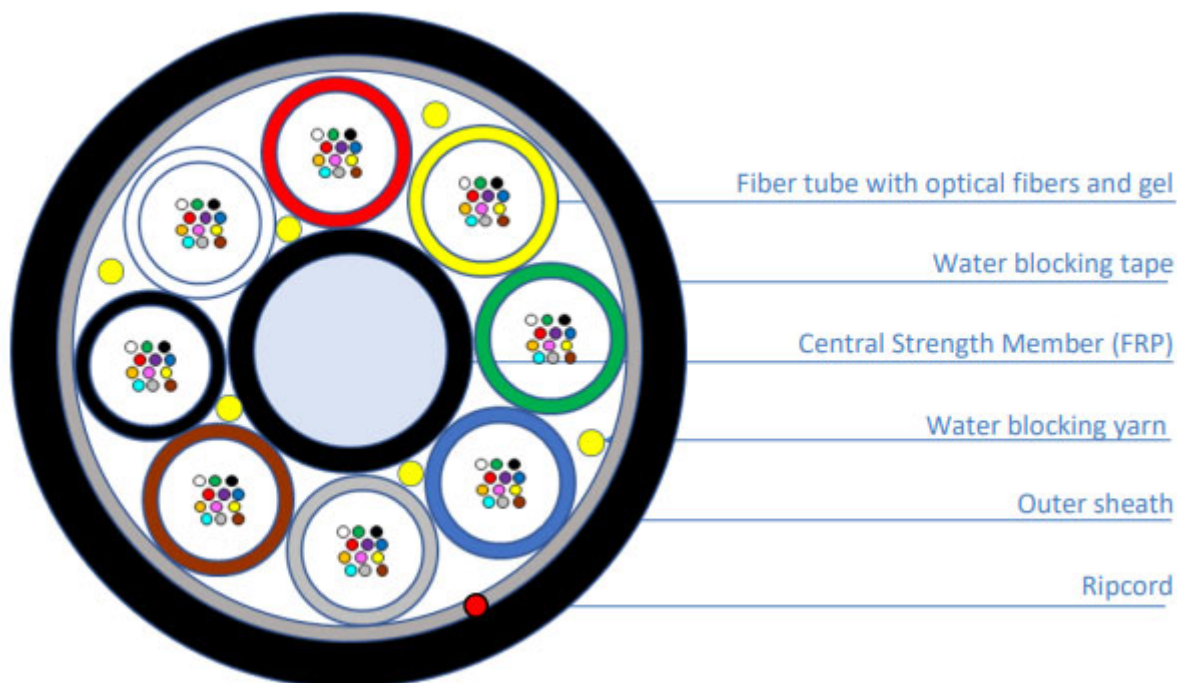 Fiber tube with optical fibers and gel
Water blocking tape
Central Strength Member (FRP)
Water blocking yarn
Outer sheath
Ripcord